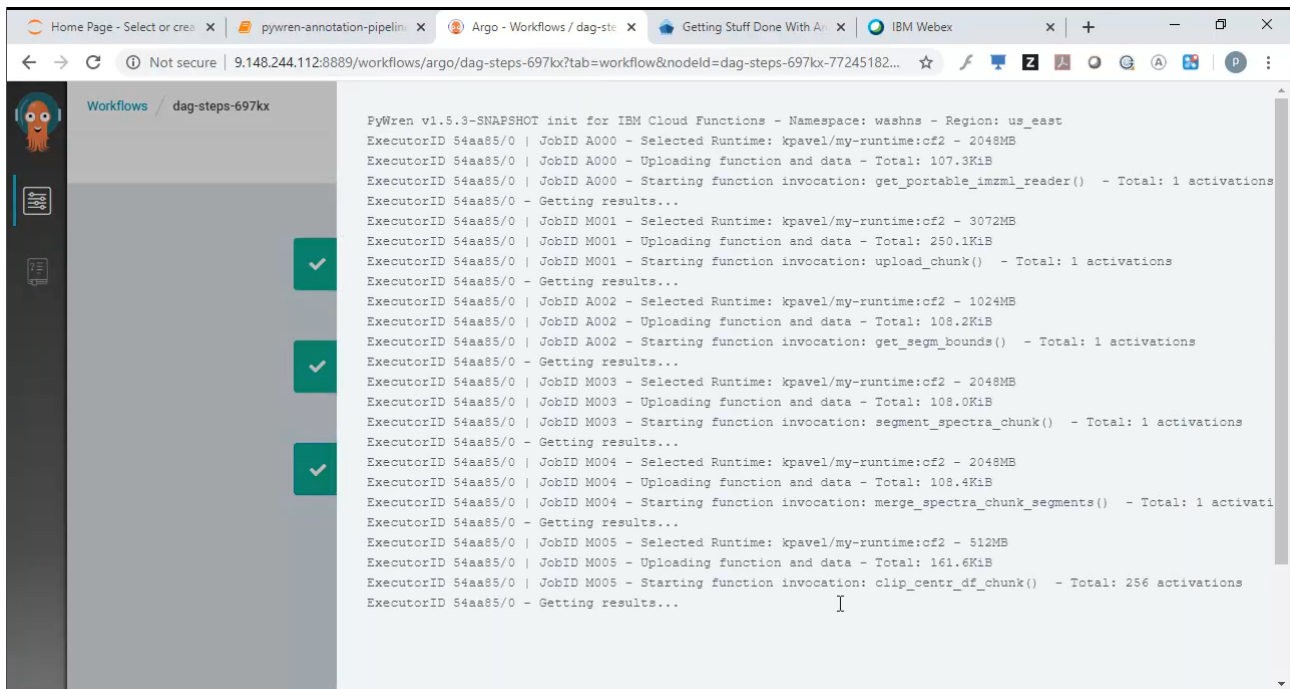 Home Page - Select or crea
pywren-annotation-pipelin
Argo - Workflows / dag-ste
Getting Stuff Done With Ar
IBM Webex
Not secure | 9.148.244.112:8889/workflows/argo/dag-steps-697kx?tab=workflow&nodeId=dag-steps-697kx-77245182...
Workflows / dag-steps-697kx
PyWren v1.5.3-SNAPSHOT init for IBM Cloud Functions - Namespace: washns - Region: us_east
ExecutorID 54aa85/0 | JobID A000 - Selected Runtime: kpavel/my-runtime:cf2 - 2048MB
ExecutorID 54aa85/0 | JobID A000 - Uploading function and data - Total: 107.3KiB
ExecutorID 54aa85/0 | JobID A000 - Starting function invocation: get_portable_imzml_reader() - Total: 1 activations
ExecutorID 54aa85/0 - Getting results...
ExecutorID 54aa85/0 | JobID M001 - Selected Runtime: kpavel/my-runtime:cf2 - 3072MB
ExecutorID 54aa85/0 | JobID M001 - Uploading function and data - Total: 250.1KiB
ExecutorID 54aa85/0 | JobID M001 - Starting function invocation: upload_chunk() - Total: 1 activations
ExecutorID 54aa85/0 - Getting results...
ExecutorID 54aa85/0 | JobID A002 - Selected Runtime: kpavel/my-runtime:cf2 - 1024MB
ExecutorID 54aa85/0 | JobID A002 - Uploading function and data - Total: 108.2KiB
ExecutorID 54aa85/0 | JobID A002 - Starting function invocation: get_segm_bounds() - Total: 1 activations
ExecutorID 54aa85/0 - Getting results...
ExecutorID 54aa85/0 | JobID M003 - Selected Runtime: kpavel/my-runtime:cf2 - 2048MB
ExecutorID 54aa85/0 | JobID M003 - Uploading function and data - Total: 108.0KiB
ExecutorID 54aa85/0 | JobID M003 - Starting function invocation: segment_spectra_chunk() - Total: 1 activations
ExecutorID 54aa85/0 - Getting results...
ExecutorID 54aa85/0 | JobID M004 - Selected Runtime: kpavel/my-runtime:cf2 - 2048MB
ExecutorID 54aa85/0 | JobID M004 - Uploading function and data - Total: 108.4KiB
ExecutorID 54aa85/0 | JobID M004 - Starting function invocation: merge_spectra_chunk_segments() - Total: 1 activati
ExecutorID 54aa85/0 - Getting results...
ExecutorID 54aa85/0 | JobID M005 - Selected Runtime: kpavel/my-runtime:cf2 - 512MB
ExecutorID 54aa85/0 | JobID M005 - Uploading function and data - Total: 161.6KiB
ExecutorID 54aa85/0 | JobID M005 - Starting function invocation: clip_centr_df_chunk() - Total: 256 activations
ExecutorID 54aa85/0 - Getting results...